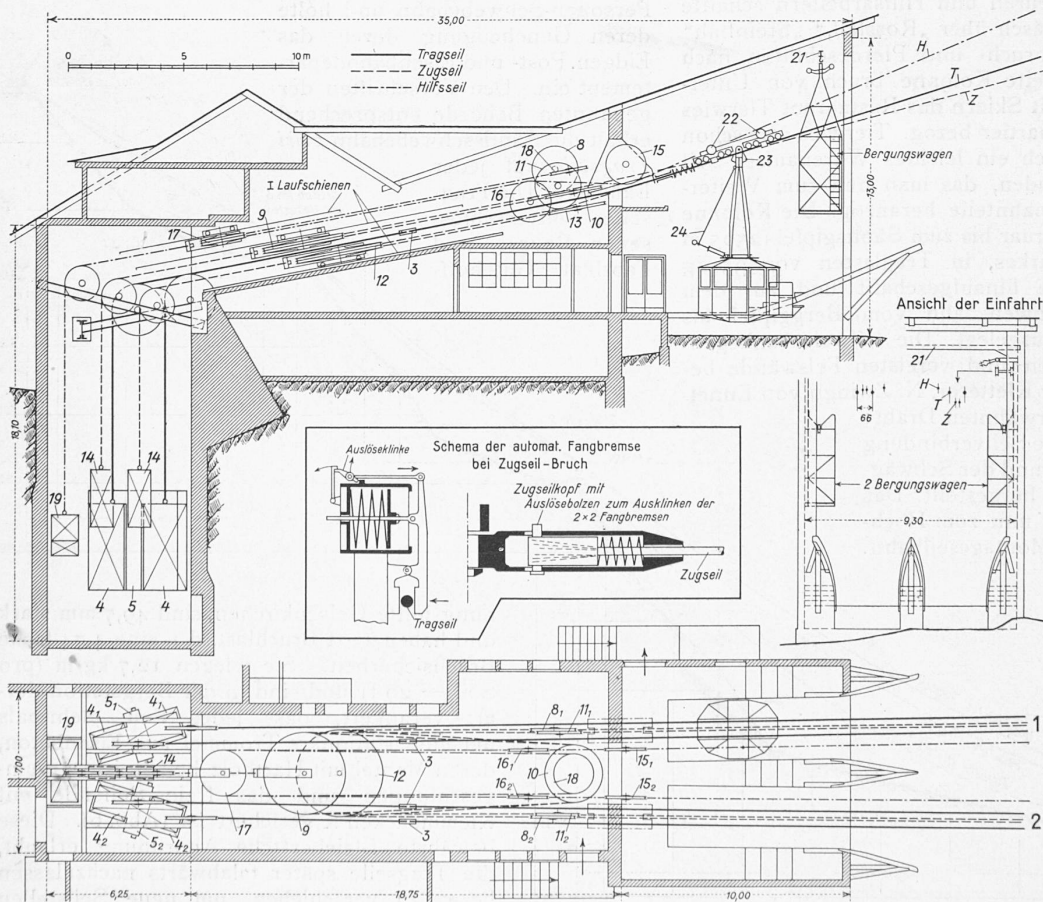 35,00
0 5 10 m
Tragseil
Zugseil
Hilfsseil
H
T
Z
21
22
23
24
Bergungswagen
13,00
18
8
11
15
16
13
10
I Laufschienen
9
17
12
3
18,10
14
14
19
4
5
4
Ansicht der Einfahrt
21
H
Z
66
2 Bergungswagen
9,30
Schema der automat. Fangbremse
bei Zugseil-Bruch
Auslöseklinke
Zugseilkopf mit
Auslösebolzen zum Ausklinken der
2×2 Fangbremsen
Zugseil
Tragseil
7,00
19
4₁
5₁
4₁
14
4₂
5₂
4₂
17
9
12
3
3
16₁
16₂
8₁
11₁
10
18
8₂
11₂
15₁
15₂
1
2
6,25
18,75
10,00